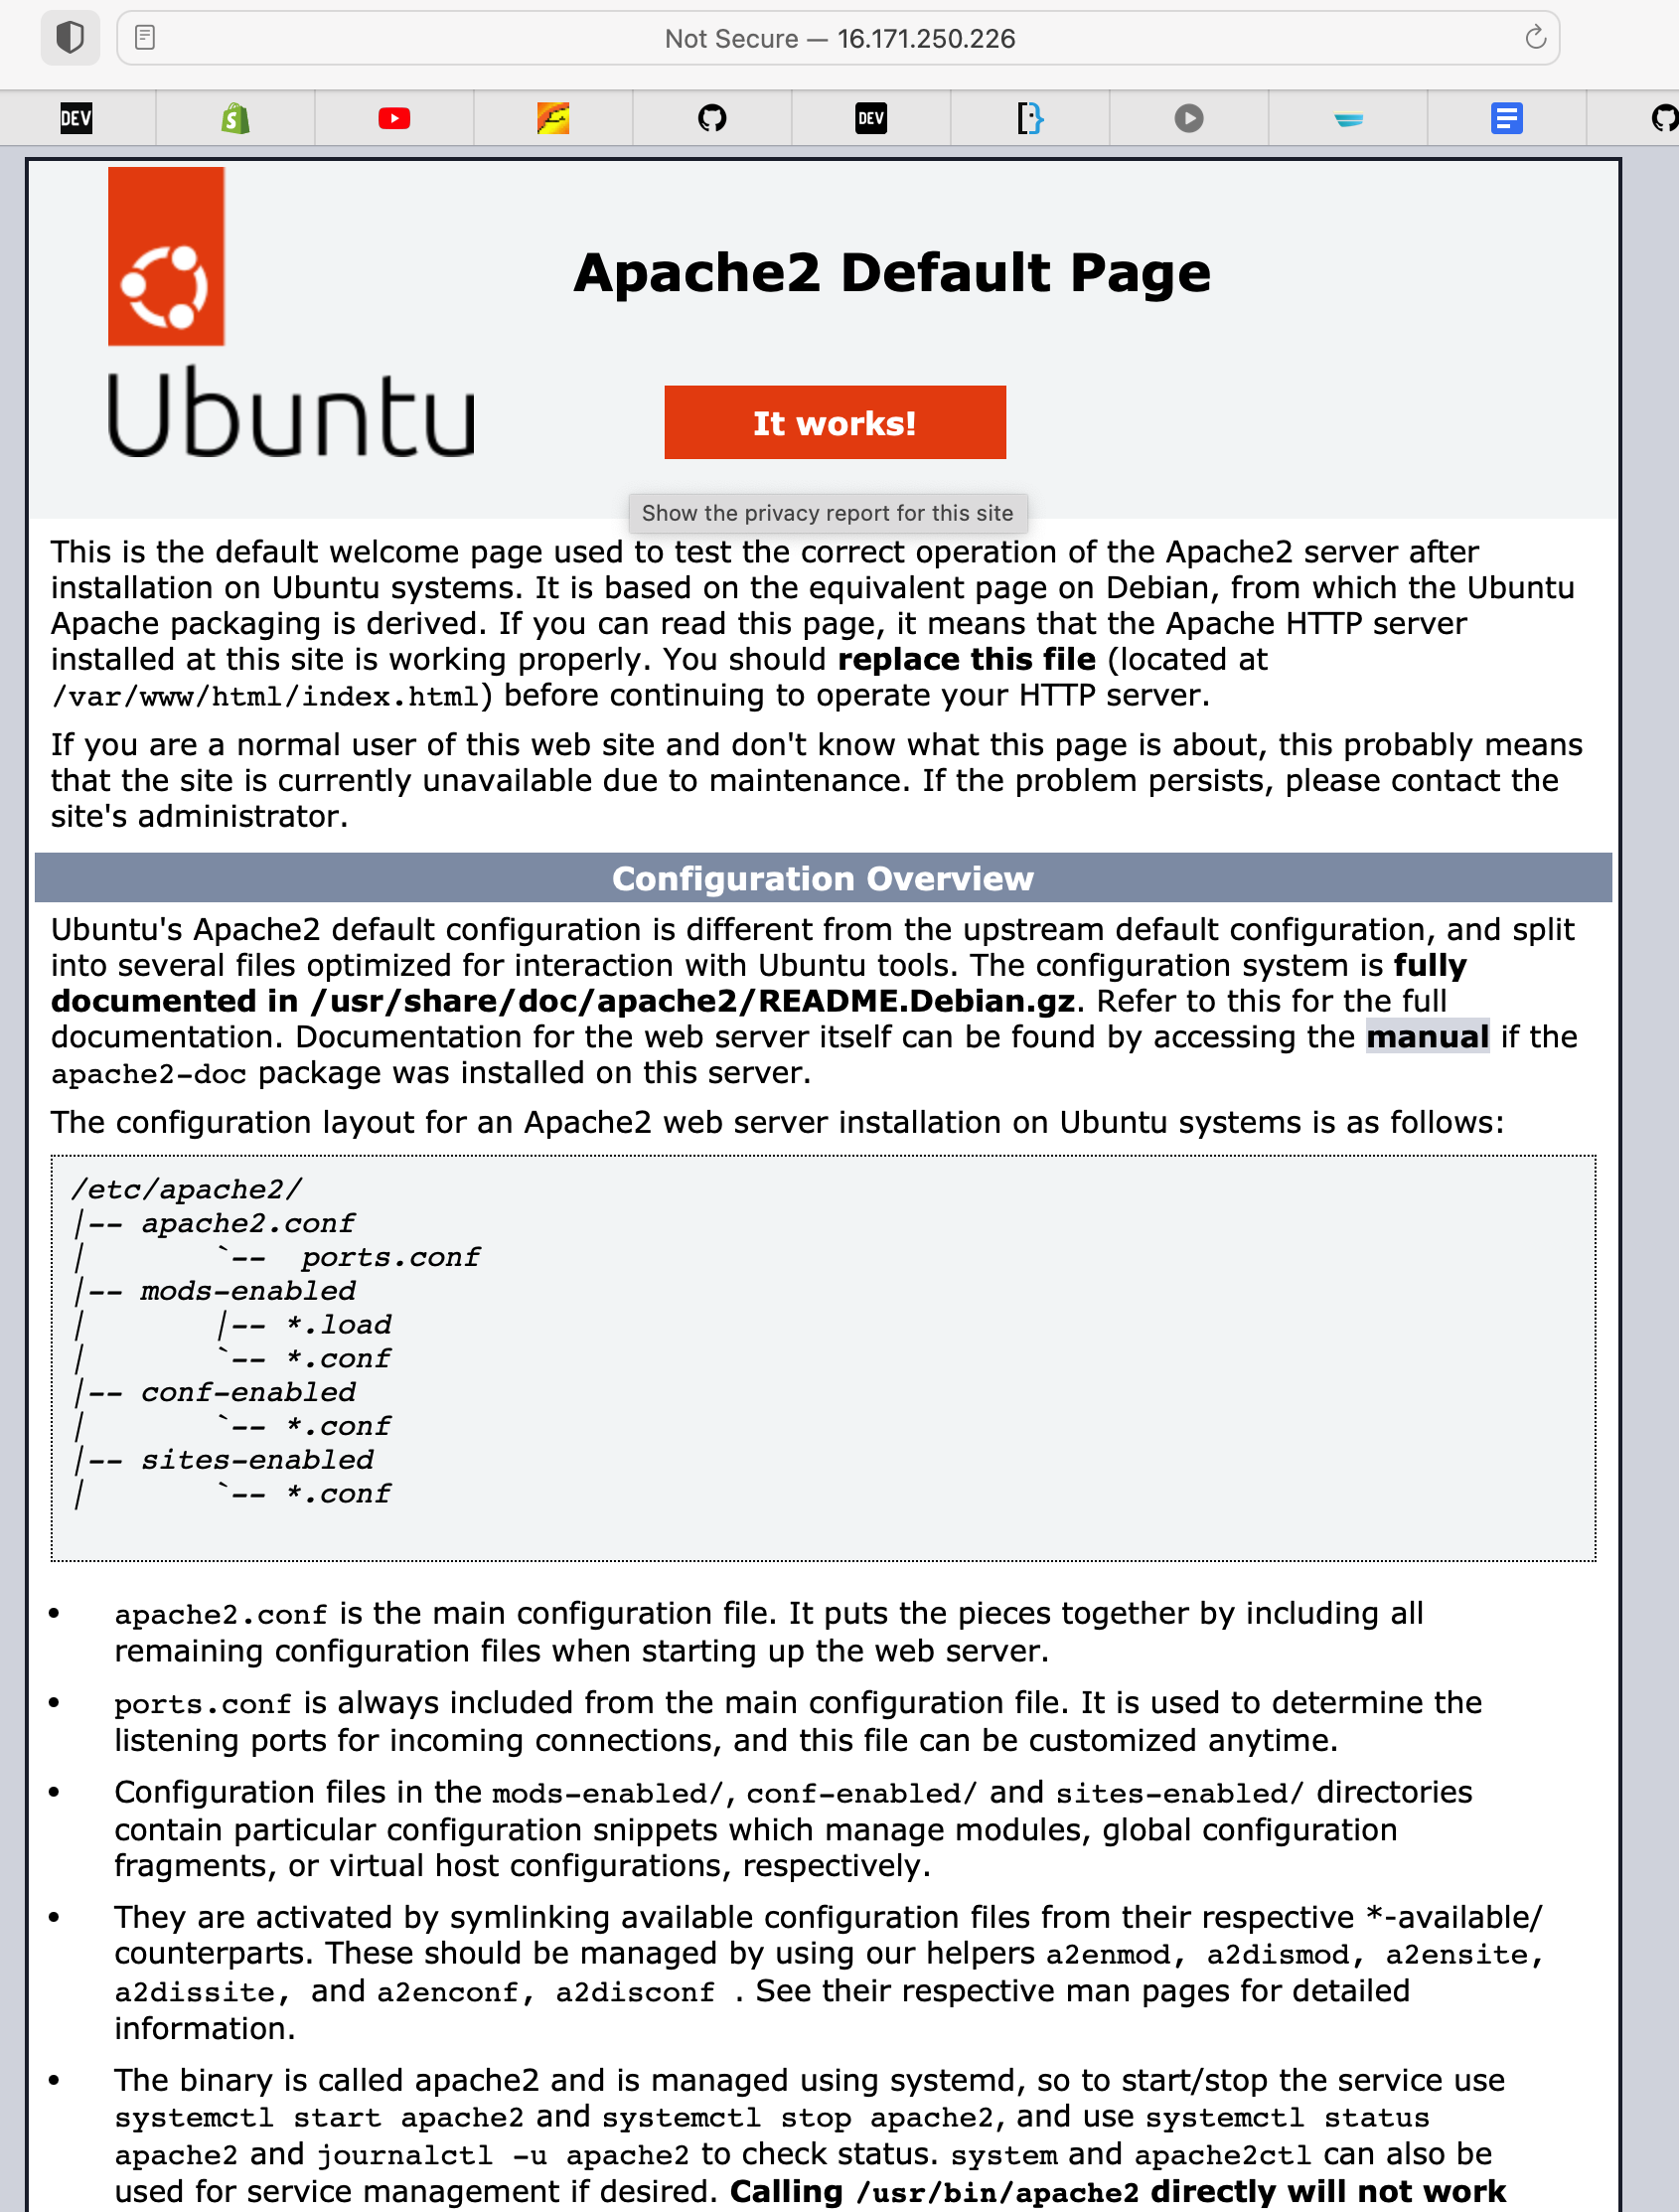 Not Secure — 16.171.250.226
DEV
DEV
Apache2 Default Page
Ubuntu
It works!
Show the privacy report for this site
This is the default welcome page used to test the correct operation of the Apache2 server after
installation on Ubuntu systems. It is based on the equivalent page on Debian, from which the Ubuntu
Apache packaging is derived. If you can read this page, it means that the Apache HTTP server
installed at this site is working properly. You should replace this file (located at
/var/www/html/index.html) before continuing to operate your HTTP server.
If you are a normal user of this web site and don't know what this page is about, this probably means
that the site is currently unavailable due to maintenance. If the problem persists, please contact the
site's administrator.
Configuration Overview
Ubuntu's Apache2 default configuration is different from the upstream default configuration, and split
into several files optimized for interaction with Ubuntu tools. The configuration system is fully
documented in /usr/share/doc/apache2/README.Debian.gz. Refer to this for the full
documentation. Documentation for the web server itself can be found by accessing the manual if the
apache2-doc package was installed on this server.
The configuration layout for an Apache2 web server installation on Ubuntu systems is as follows:
/etc/apache2/
|-- apache2.conf
|       `--  ports.conf
|-- mods-enabled
|       |-- *.load
|       `-- *.conf
|-- conf-enabled
|       `-- *.conf
|-- sites-enabled
|       `-- *.conf
• apache2.conf is the main configuration file. It puts the pieces together by including all
remaining configuration files when starting up the web server.
• ports.conf is always included from the main configuration file. It is used to determine the
listening ports for incoming connections, and this file can be customized anytime.
• Configuration files in the mods-enabled/, conf-enabled/ and sites-enabled/ directories
contain particular configuration snippets which manage modules, global configuration
fragments, or virtual host configurations, respectively.
• They are activated by symlinking available configuration files from their respective *-available/
counterparts. These should be managed by using our helpers a2enmod, a2dismod, a2ensite,
a2dissite, and a2enconf, a2disconf . See their respective man pages for detailed
information.
• The binary is called apache2 and is managed using systemd, so to start/stop the service use
systemctl start apache2 and systemctl stop apache2, and use systemctl status
apache2 and journalctl -u apache2 to check status. system and apache2ctl can also be
used for service management if desired. Calling /usr/bin/apache2 directly will not work